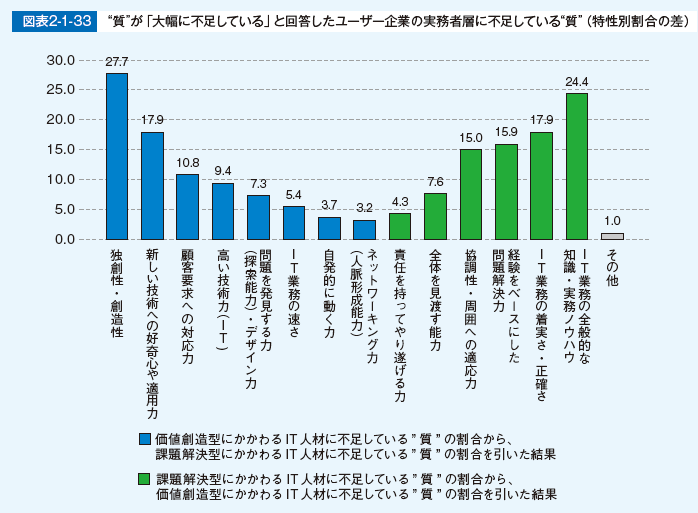 図表2-1-33
“質”が「大幅に不足している」と回答したユーザー企業の実務者層に不足している“質”（特性別割合の差）
30.0
25.0
20.0
15.0
10.0
5.0
0.0
27.7
17.9
10.8
9.4
7.3
5.4
3.7
3.2
4.3
7.6
15.0
15.9
17.9
24.4
1.0
独創性・創造性
新しい技術への好奇心や適用力
顧客要求への対応力
高い技術力（IT）
問題を発見する力
（探索能力）・デザイン力
IT業務の速さ
自発的に動く力
ネットワーキング力
（人脈形成能力）
責任を持ってやり遂げる力
全体を見渡す能力
協調性・周囲への適応力
経験をベースにした
問題解決力
IT業務の着実さ・正確さ
IT業務の全般的な
知識・実務ノウハウ
その他
価値創造型にかかわるIT人材に不足している”質”の割合から、
課題解決型にかかわるIT人材に不足している”質”の割合を引いた結果
課題解決型にかかわるIT人材に不足している”質”の割合から、
価値創造型にかかわるIT人材に不足している”質”の割合を引いた結果